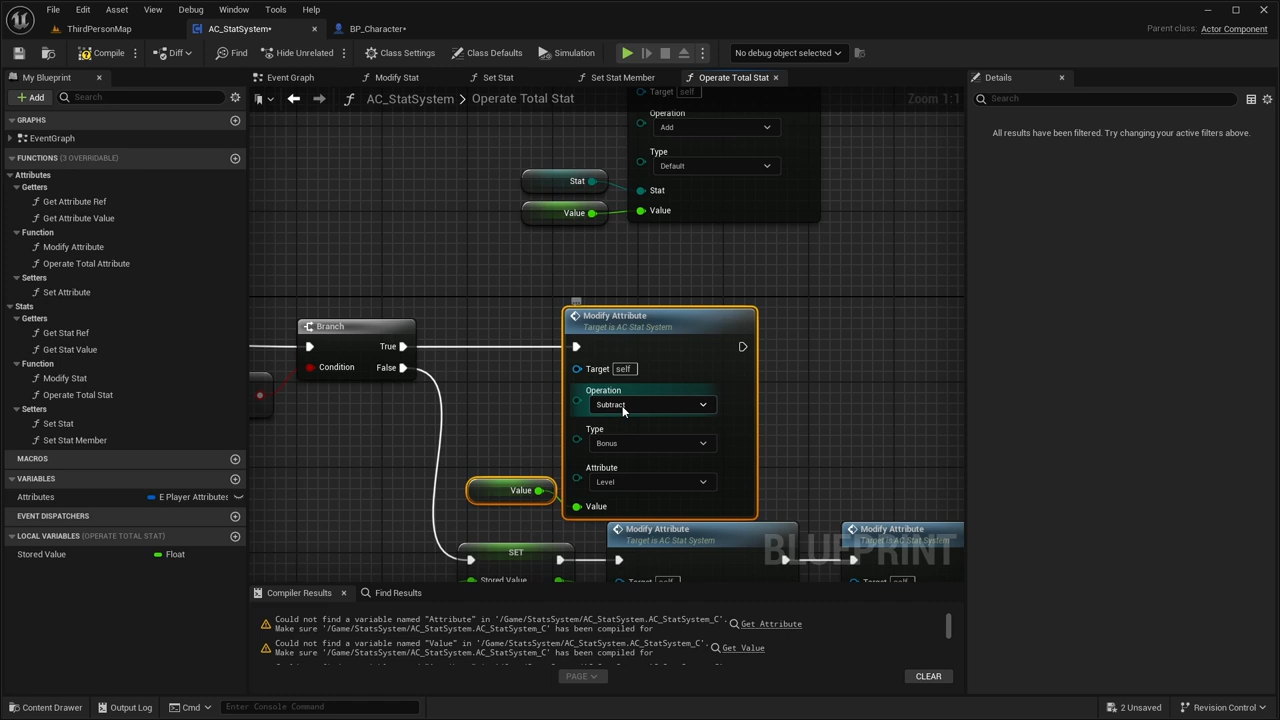 File Edit Asset View Debug Window Tools Help
Parent class: Actor Component
ThirdPersonMap
AC_StatSystem*
BP_Character*
Compile
Diff
Find
Hide Unrelated
Class Settings
Class Defaults
Simulation
No debug object selected
My Blueprint
Event Graph
Modify Stat
Set Stat
Set Stat Member
Operate Total Stat
Details
Add
Search
AC_StatSystem > Operate Total Stat
Zoom 1:1
Search
All results have been filtered. Try changing your active filters above.
GRAPHS
EventGraph
FUNCTIONS (3 OVERRIDABLE)
Attributes
Getters
Get Attribute Ref
Get Attribute Value
Function
Modify Attribute
Operate Total Attribute
Setters
Set Attribute
Stats
Getters
Get Stat Ref
Get Stat Value
Function
Modify Stat
Operate Total Stat
Setters
Set Stat
Set Stat Member
MACROS
VARIABLES
Attributes
E Player Attributes
EVENT DISPATCHERS
LOCAL VARIABLES (OPERATE TOTAL STAT)
Stored Value
Float
Target self
Operation
Add
Type
Default
Stat
Stat
Value
Value
Branch
True
Condition
False
Modify Attribute
Target is AC Stat System
Target self
Operation
Subtract
Type
Bonus
Attribute
Level
Value
Value
SET
Stored Value
Modify Attribute
Target is AC Stat System
Target self
Modify Attribute
Target is AC Stat System
Target self
BLUEPRINT
Compiler Results
Find Results
Could not find a variable named "Attribute" in '/Game/StatsSystem/AC_StatSystem.AC_StatSystem_C'.
Make sure '/Game/StatsSystem/AC_StatSystem.AC_StatSystem_C' has been compiled for
Get Attribute
Could not find a variable named "Value" in '/Game/StatsSystem/AC_StatSystem.AC_StatSystem_C'.
Make sure '/Game/StatsSystem/AC_StatSystem.AC_StatSystem_C' has been compiled for
Get Value
PAGE
CLEAR
Content Drawer
Output Log
Cmd
Enter Console Command
2 Unsaved
Revision Control